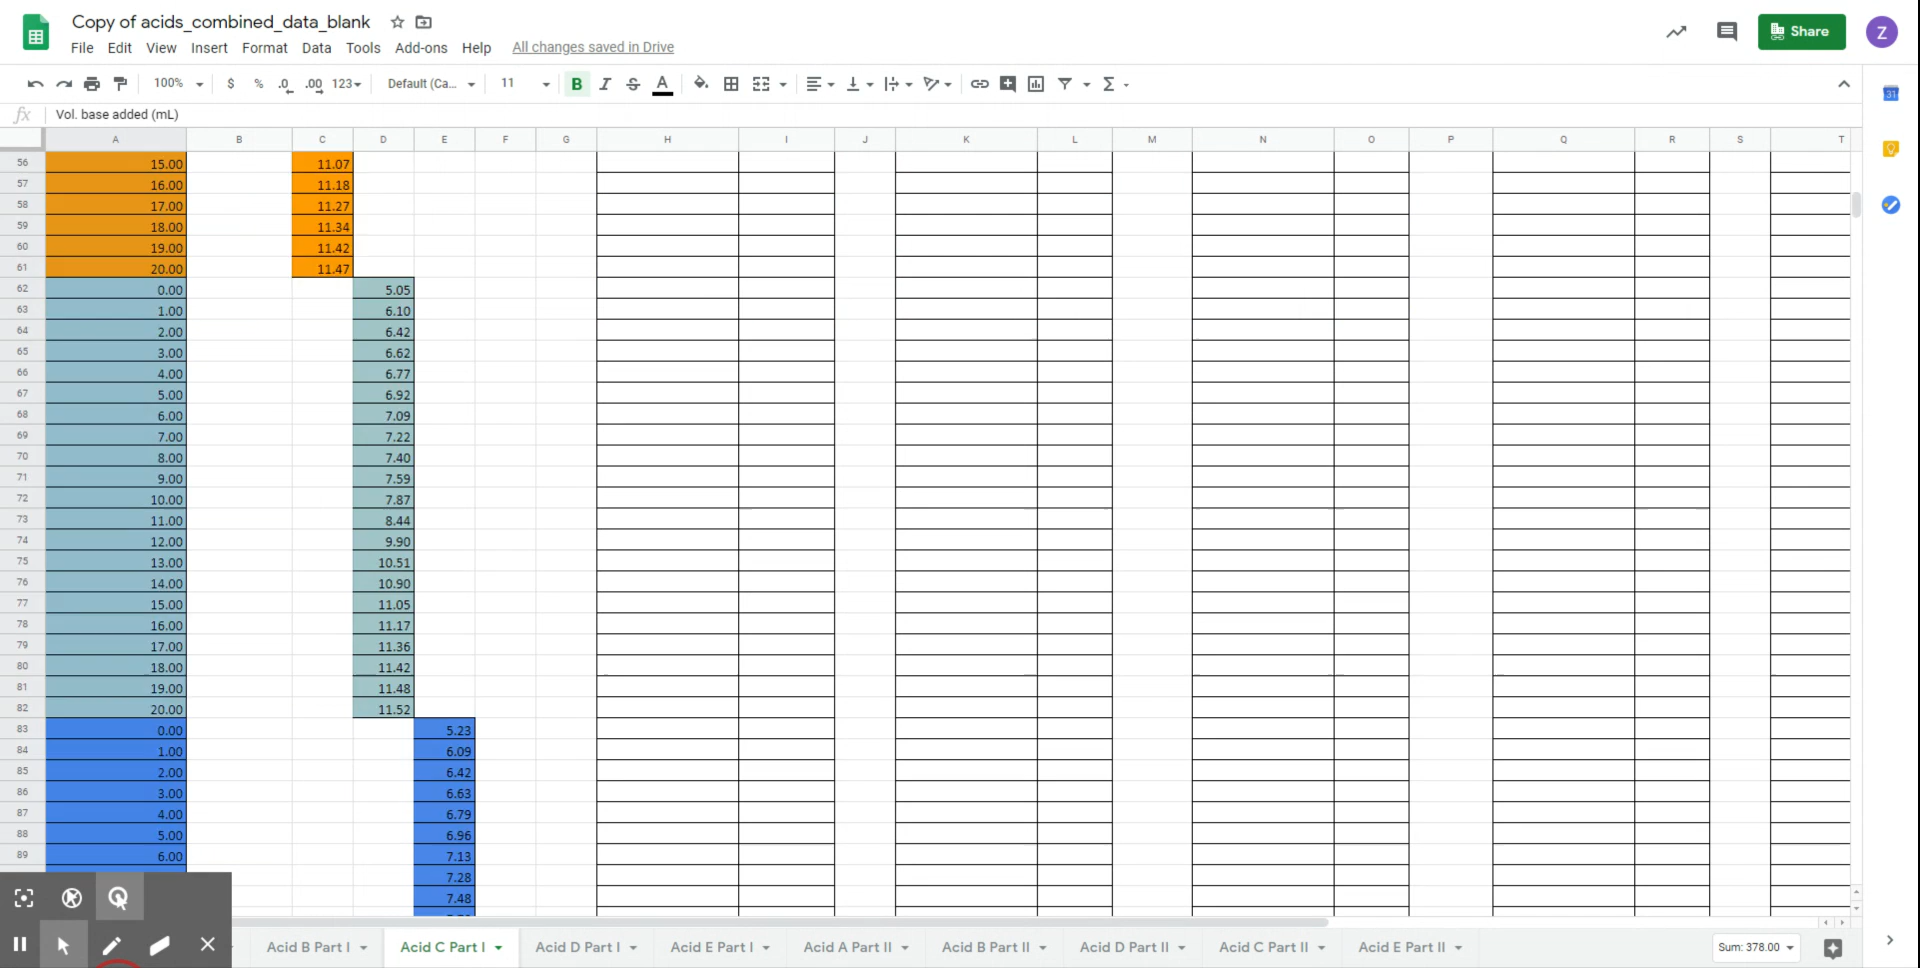 Copy of acids_combined_data_blank
File Edit View Insert Format Data Tools Add-ons Help All changes saved in Drive
Share
Z
100% $ % .0 .00 123 Default (Ca... 11 B I S A Σ
31
fx Vol. base added (mL)
A B C D E F G H I J K L M N O P Q R S T
56 15.00 11.07
57 16.00 11.18
58 17.00 11.27
59 18.00 11.34
60 19.00 11.42
61 20.00 11.47
62 0.00 5.05
63 1.00 6.10
64 2.00 6.42
65 3.00 6.62
66 4.00 6.77
67 5.00 6.92
68 6.00 7.09
69 7.00 7.22
70 8.00 7.40
71 9.00 7.59
72 10.00 7.87
73 11.00 8.44
74 12.00 9.90
75 13.00 10.51
76 14.00 10.90
77 15.00 11.05
78 16.00 11.17
79 17.00 11.36
80 18.00 11.42
81 19.00 11.48
82 20.00 11.52
83 0.00 5.23
84 1.00 6.09
85 2.00 6.42
86 3.00 6.63
87 4.00 6.79
88 5.00 6.96
89 6.00 7.13
7.28
7.48
Acid B Part I Acid C Part I Acid D Part I Acid E Part I Acid A Part II Acid B Part II Acid D Part II Acid C Part II Acid E Part II Sum: 378.00